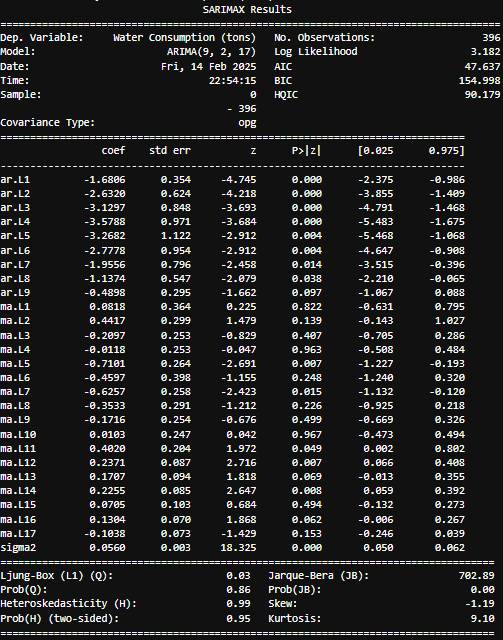 SARIMAX Results
Dep. Variable: Water Consumption (tons) No. Observations: 396
Model: ARIMA(9, 2, 17) Log Likelihood 3.182
Date: Fri, 14 Feb 2025 AIC 47.637
Time: 22:54:15 BIC 154.998
Sample: 0 HQIC 90.179
- 396
Covariance Type: opg
coef std err z P>|z| [0.025 0.975]
ar.L1 -1.6806 0.354 -4.745 0.000 -2.375 -0.986
ar.L2 -2.6320 0.624 -4.218 0.000 -3.855 -1.409
ar.L3 -3.1297 0.848 -3.693 0.000 -4.791 -1.468
ar.L4 -3.5788 0.971 -3.684 0.000 -5.483 -1.675
ar.L5 -3.2682 1.122 -2.912 0.004 -5.468 -1.068
ar.L6 -2.7778 0.954 -2.912 0.004 -4.647 -0.908
ar.L7 -1.9556 0.796 -2.458 0.014 -3.515 -0.396
ar.L8 -1.1374 0.547 -2.079 0.038 -2.210 -0.065
ar.L9 -0.4898 0.295 -1.662 0.097 -1.067 0.088
ma.L1 0.0818 0.364 0.225 0.822 -0.631 0.795
ma.L2 0.4417 0.299 1.479 0.139 -0.143 1.027
ma.L3 -0.2097 0.253 -0.829 0.407 -0.705 0.286
ma.L4 -0.0118 0.253 -0.047 0.963 -0.508 0.484
ma.L5 -0.7101 0.264 -2.691 0.007 -1.227 -0.193
ma.L6 -0.4597 0.398 -1.155 0.248 -1.240 0.320
ma.L7 -0.6257 0.258 -2.423 0.015 -1.132 -0.120
ma.L8 -0.3533 0.291 -1.212 0.226 -0.925 0.218
ma.L9 -0.1716 0.254 -0.676 0.499 -0.669 0.326
ma.L10 0.0103 0.247 0.042 0.967 -0.473 0.494
ma.L11 0.4020 0.204 1.972 0.049 0.002 0.802
ma.L12 0.2371 0.087 2.716 0.007 0.066 0.408
ma.L13 0.1707 0.094 1.818 0.069 -0.013 0.355
ma.L14 0.2255 0.085 2.647 0.008 0.059 0.392
ma.L15 0.0705 0.103 0.684 0.494 -0.132 0.273
ma.L16 0.1304 0.070 1.868 0.062 -0.006 0.267
ma.L17 -0.1038 0.073 -1.429 0.153 -0.246 0.039
sigma2 0.0560 0.003 18.325 0.000 0.050 0.062
Ljung-Box (L1) (Q): 0.03 Jarque-Bera (JB): 702.89
Prob(Q): 0.86 Prob(JB): 0.00
Heteroskedasticity (H): 0.99 Skew: -1.19
Prob(H) (two-sided): 0.95 Kurtosis: 9.10